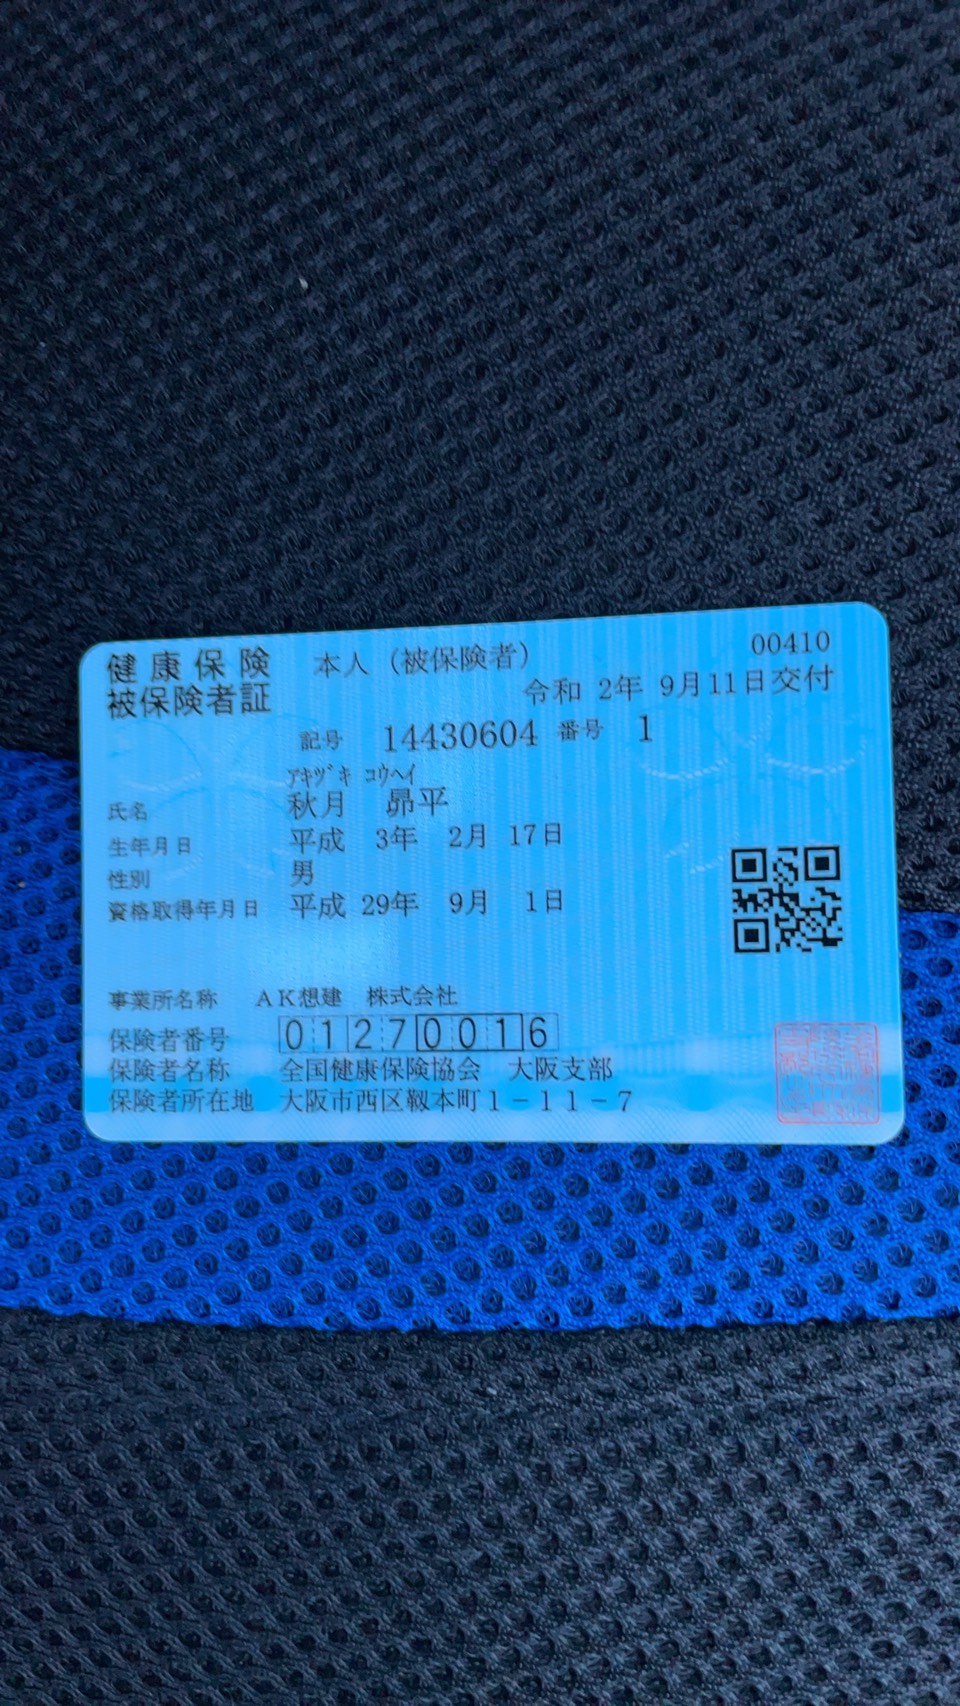 健康保険 本人（被保険者） 00410
被保険者証 令和 2年 9月11日交付
記号 14430604 番号 1
ｱｷﾂﾞｷ ｺｳﾍｲ
氏名 秋月 昴平
生年月日 平成 3年 2月 17日
性別 男
資格取得年月日 平成 29年 9月 1日
事業所名称 ＡＫ想建 株式会社
保険者番号 01270016
保険者名称 全国健康保険協会 大阪支部
保険者所在地 大阪市西区靱本町１－１１－７